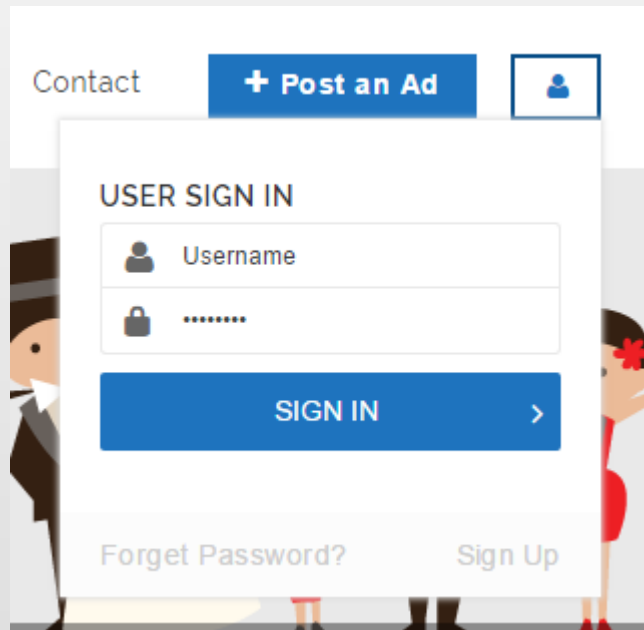 Contact
+ Post an Ad
USER SIGN IN
Username
••••••••
SIGN IN
Forget Password?
Sign Up